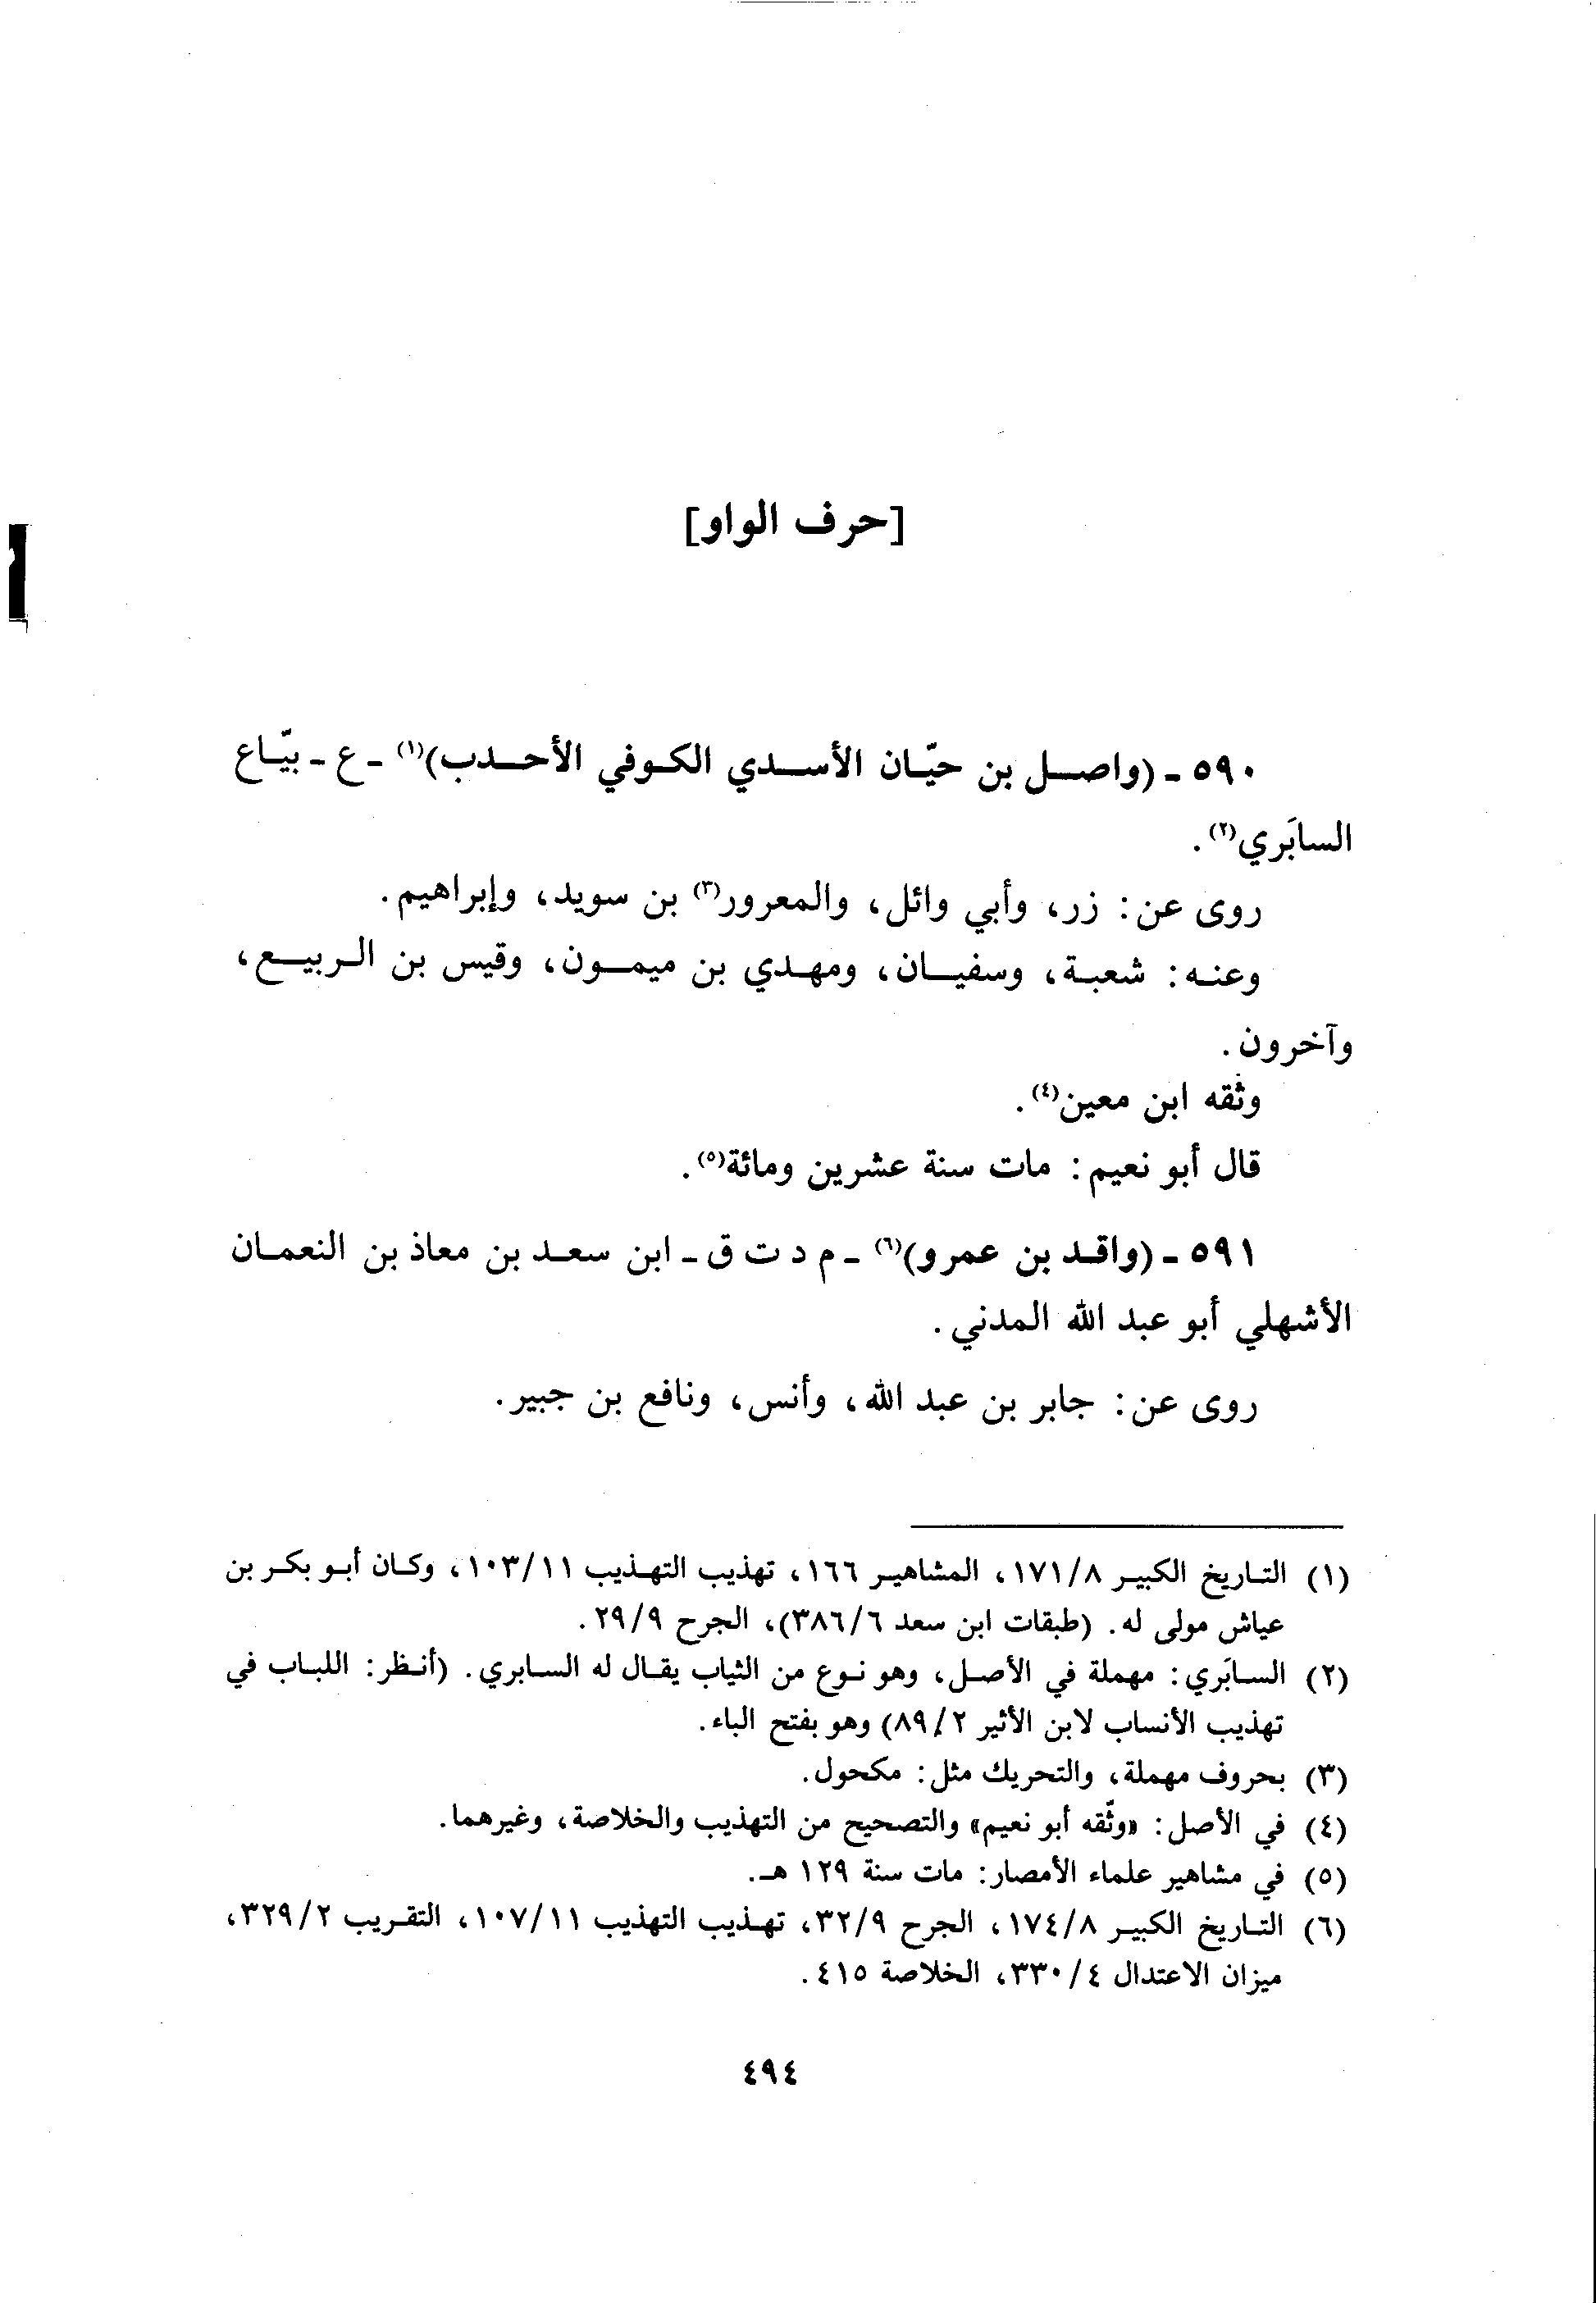 [حرف الواو]
٥٩٠ - (واصل بن حيّان الأسدي الكوفي الأحدب)(١) - ع - بيّاع
السابَري(٢).
روى عن: زر، وأبي وائل، والمعرور(٣) بن سويد، وإبراهيم.
وعنه: شعبة، وسفيان، ومهدي بن ميمون، وقيس بن الربيع،
وآخرون.
وثقه ابن معين(٤).
قال أبو نعيم: مات سنة عشرين ومائة(٥).
٥٩١ - (واقد بن عمرو)(٦) - م د ت ق - ابن سعد بن معاذ بن النعمان
الأشهلي أبو عبد الله المدني.
روى عن: جابر بن عبد الله، وأنس، ونافع بن جبير.
(١) التاريخ الكبير ١٧١/٨، المشاهير ١٦٦، تهذيب التهذيب ١٠٣/١١، وكان أبو بكر بن
عياش مولى له. (طبقات ابن سعد ٣٨٦/٦)، الجرح ٢٩/٩.
(٢) السابَري: مهملة في الأصل، وهو نوع من الثياب يقال له السابري. (أنظر: اللباب في
تهذيب الأنساب لابن الأثير ٨٩/٢) وهو بفتح الباء.
(٣) بحروف مهملة، والتحريك مثل: مكحول.
(٤) في الأصل: «وثّقه أبو نعيم» والتصحيح من التهذيب والخلاصة، وغيرهما.
(٥) في مشاهير علماء الأمصار: مات سنة ١٢٩ هـ.
(٦) التاريخ الكبير ١٧٤/٨، الجرح ٣٢/٩، تهذيب التهذيب ١٠٧/١١، التقريب ٣٢٩/٢،
ميزان الاعتدال ٣٣٠/٤، الخلاصة ٤١٥.
٤٩٤